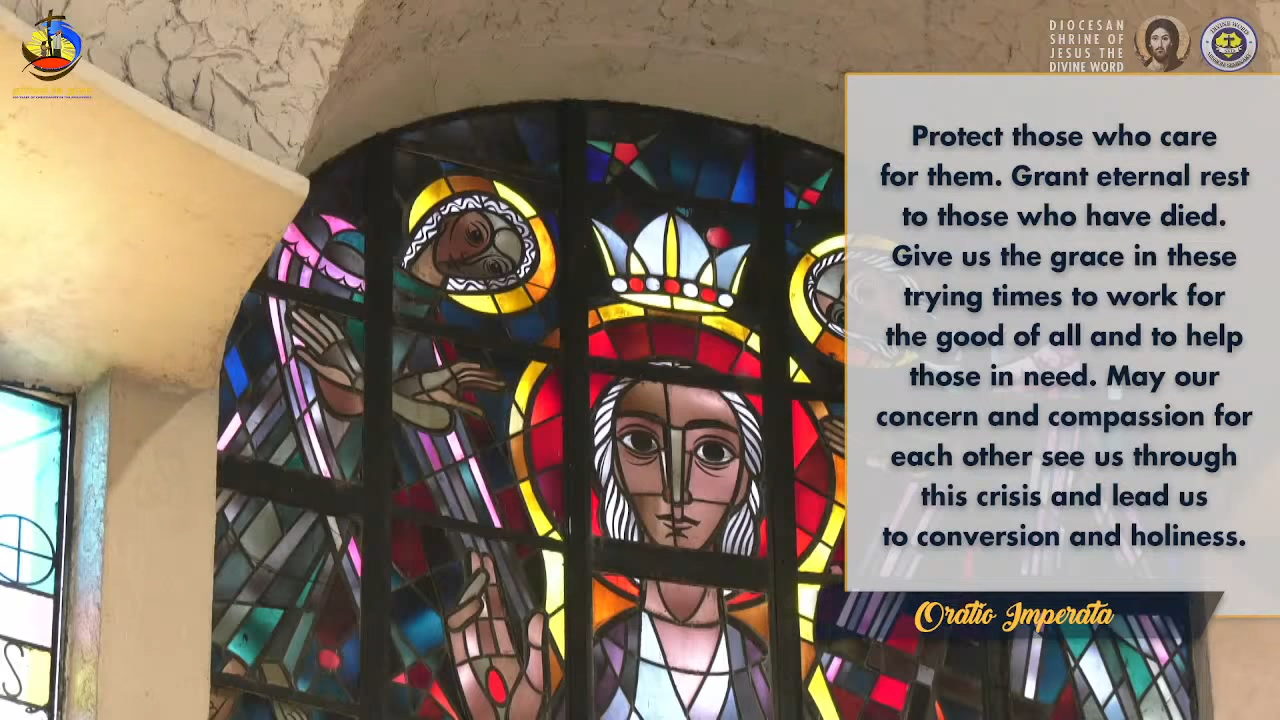 DIOCESAN
SHRINE OF
JESUS THE
DIVINE WORD
Protect those who care
for them. Grant eternal rest
to those who have died.
Give us the grace in these
trying times to work for
the good of all and to help
those in need. May our
concern and compassion for
each other see us through
this crisis and lead us
to conversion and holiness.
Oratio Imperata